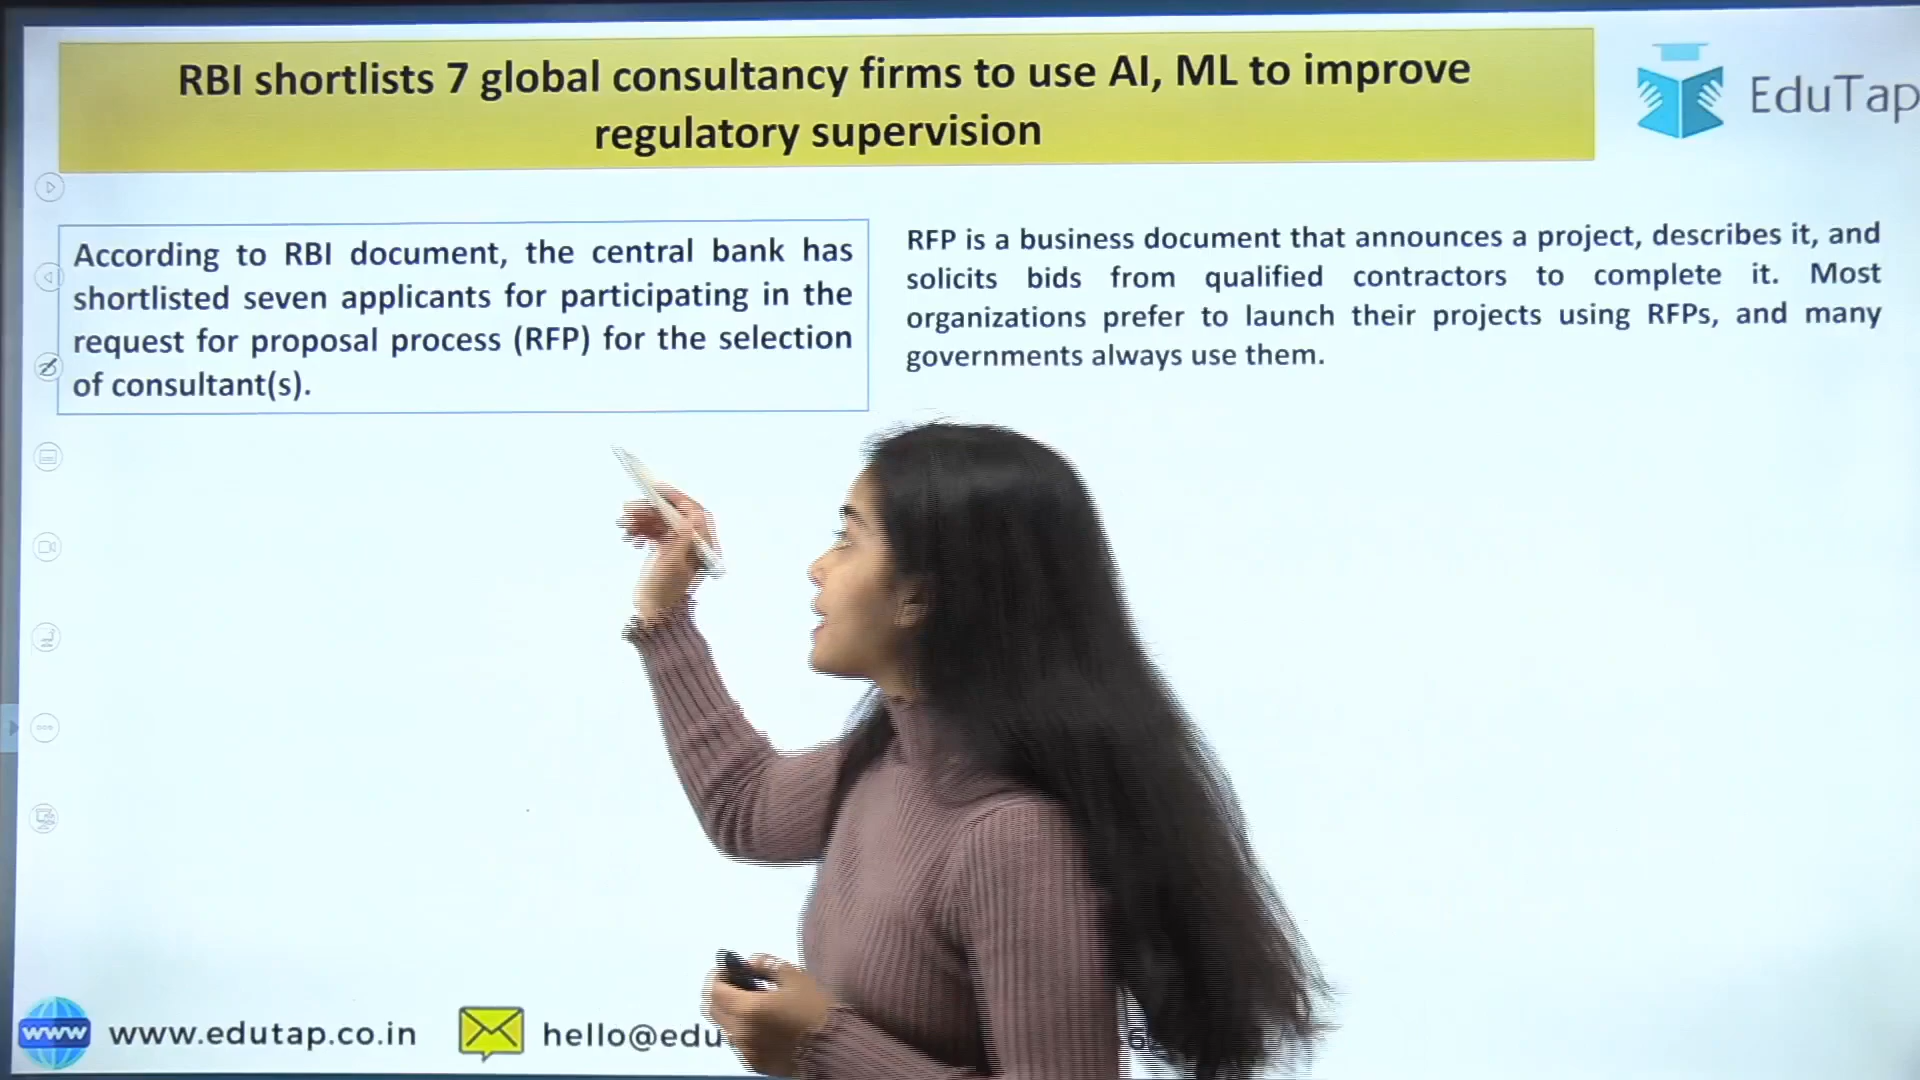 RBI shortlists 7 global consultancy firms to use AI, ML to improve
regulatory supervision
EduTap
According to RBI document, the central bank has
shortlisted seven applicants for participating in the
request for proposal process (RFP) for the selection
of consultant(s).
RFP is a business document that announces a project, describes it, and
solicits bids from qualified contractors to complete it. Most
organizations prefer to launch their projects using RFPs, and many
governments always use them.
www
www.edutap.co.in
hello@edu